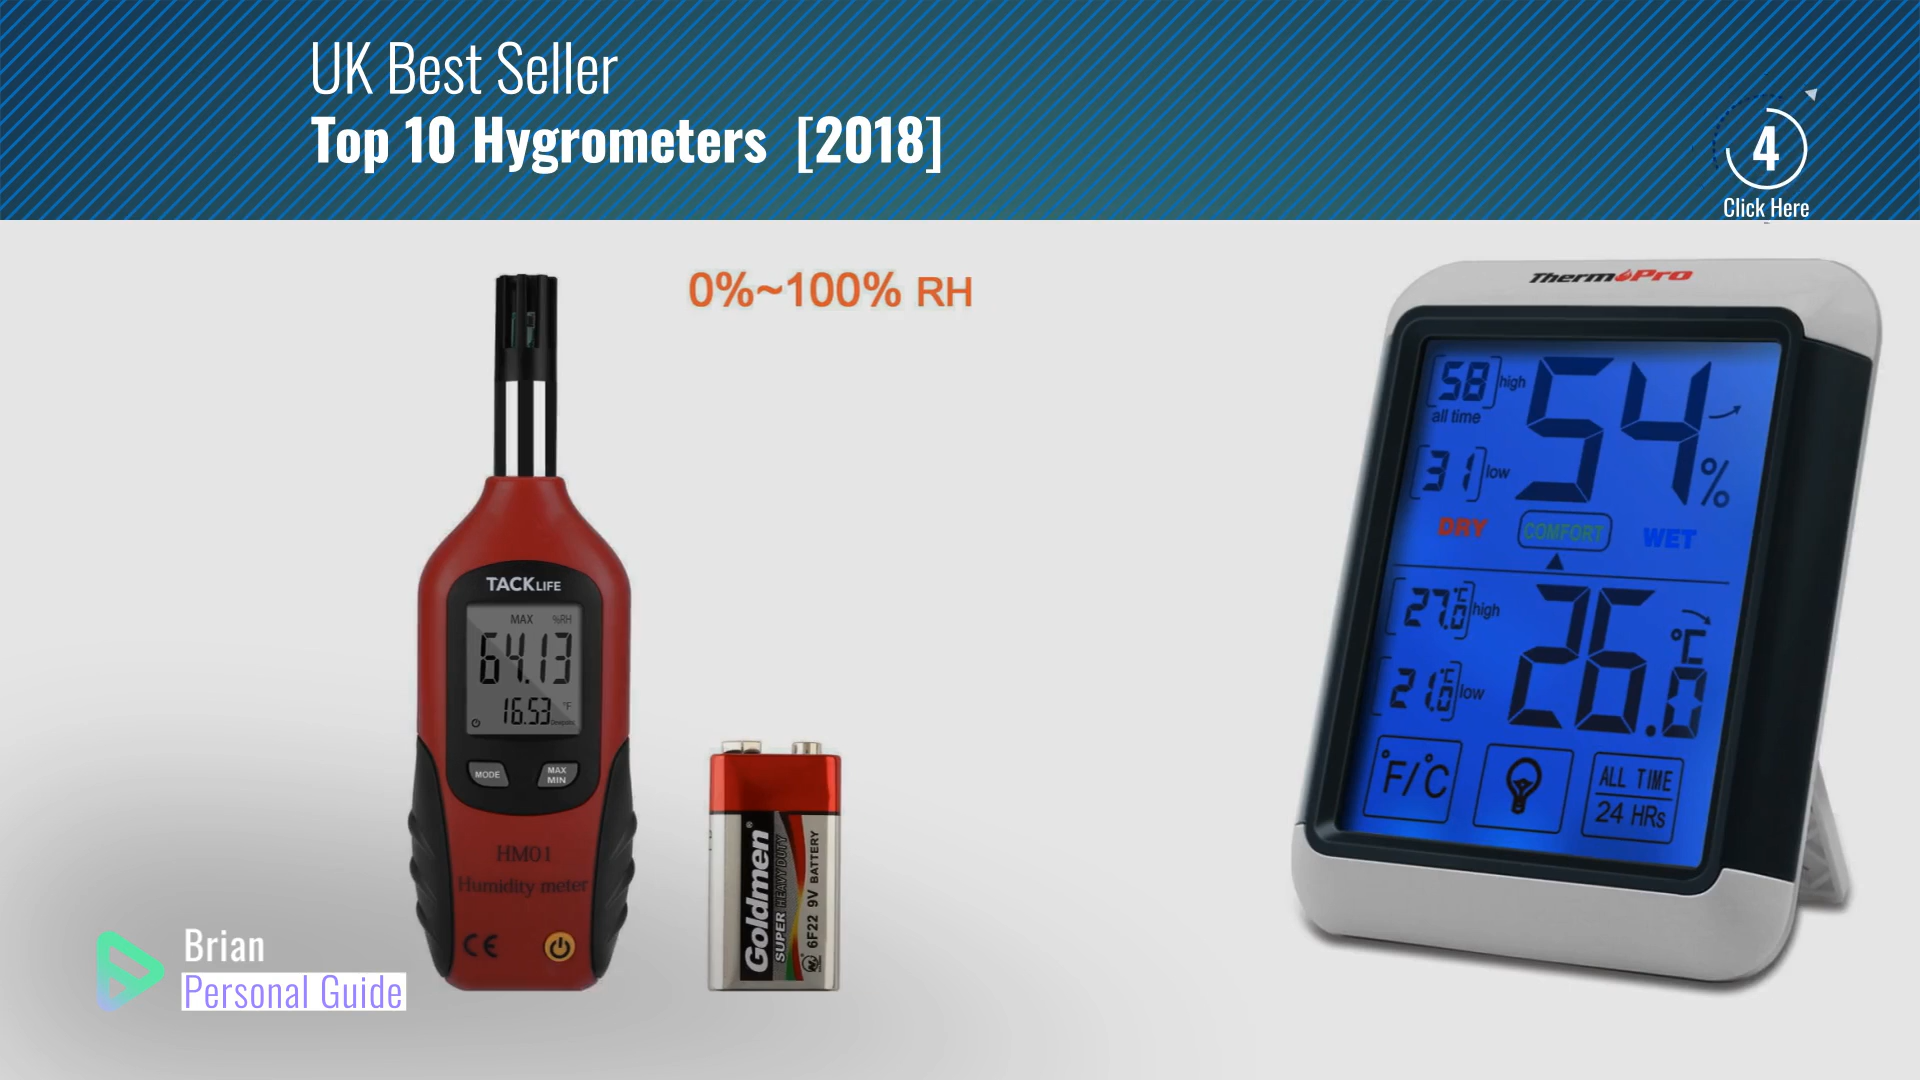 UK Best Seller
Top 10 Hygrometers [2018]
4
Click Here
0%~100% RH
TACKLIFE
MAX %RH
64.13
16.53 °F
MODE
MAX
MIN
HM01
Humidity meter
CE
Goldmen®
SUPER HEAVY DUTY
6F22 9V BATTERY
ThermoPro
58 high
all time
54 %
31 low
DRY COMFORT WET
27.0 °C high
26.0 °C
21.0 °C low
°F/°C
ALL TIME
24 HRs
Brian
Personal Guide